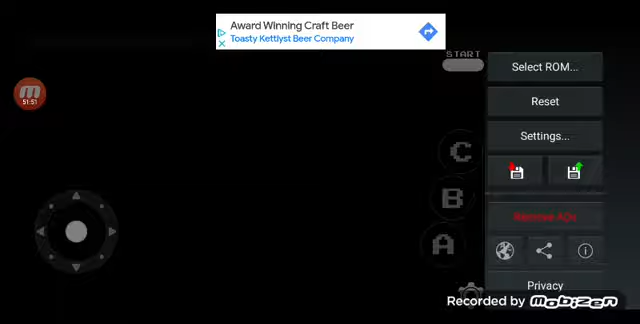 Award Winning Craft Beer
Toasty Kettlyst Beer Company
START
Select ROM...
51:51
Reset
Settings...
C
B
Remove ADs
A
Privacy
Recorded by MOBIZEN